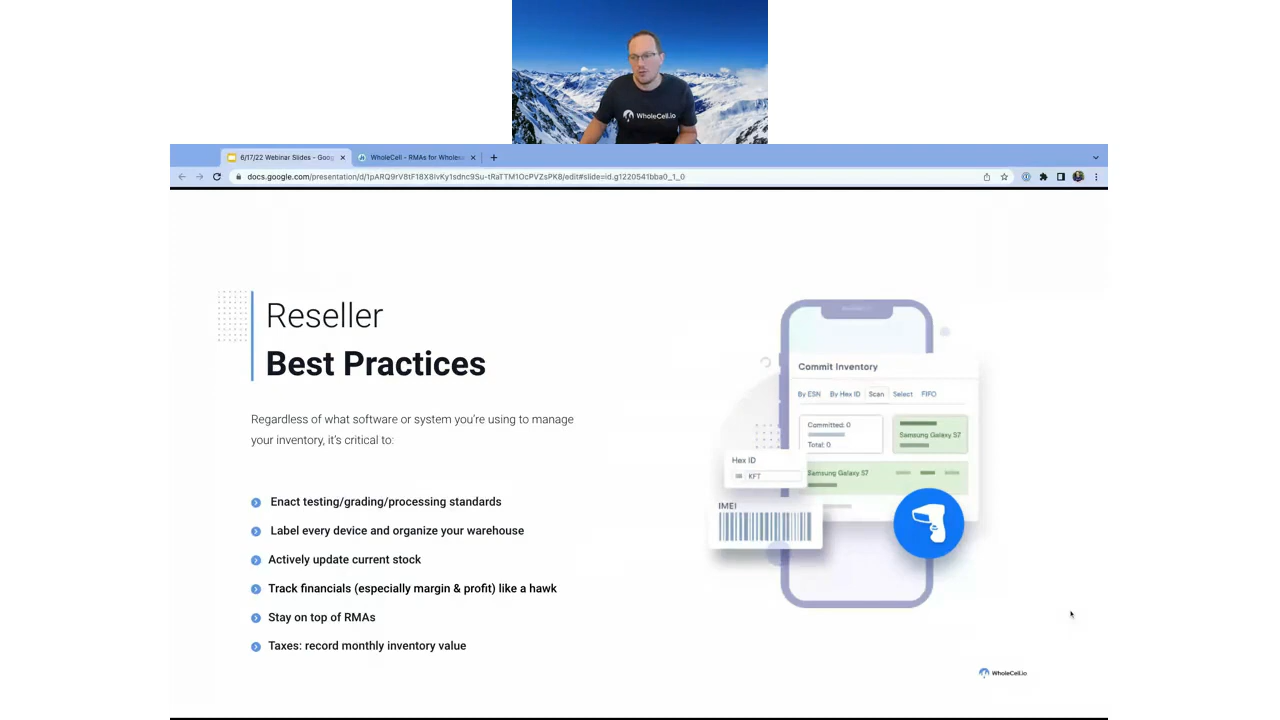 WholeCell.io
6/17/22 Webinar Slides - Goog
WholeCell - RMAs for Wholes
docs.google.com/presentation/d/1pARQ9rV8tF18X8IvKy1sdnc9Su-tRaTTM1OcPVZsPK8/edit#slide=id.g1220541bba0_1_0
Reseller
Best Practices
Regardless of what software or system you're using to manage
your inventory, it's critical to:
Enact testing/grading/processing standards
Label every device and organize your warehouse
Actively update current stock
Track financials (especially margin & profit) like a hawk
Stay on top of RMAs
Taxes: record monthly inventory value
Commit Inventory
By ESN By Hex ID Scan Select FIFO
Committed: 0
Total: 0
Samsung Galaxy S7
Hex ID
KFT
Samsung Galaxy S7
IMEI
WholeCell.io